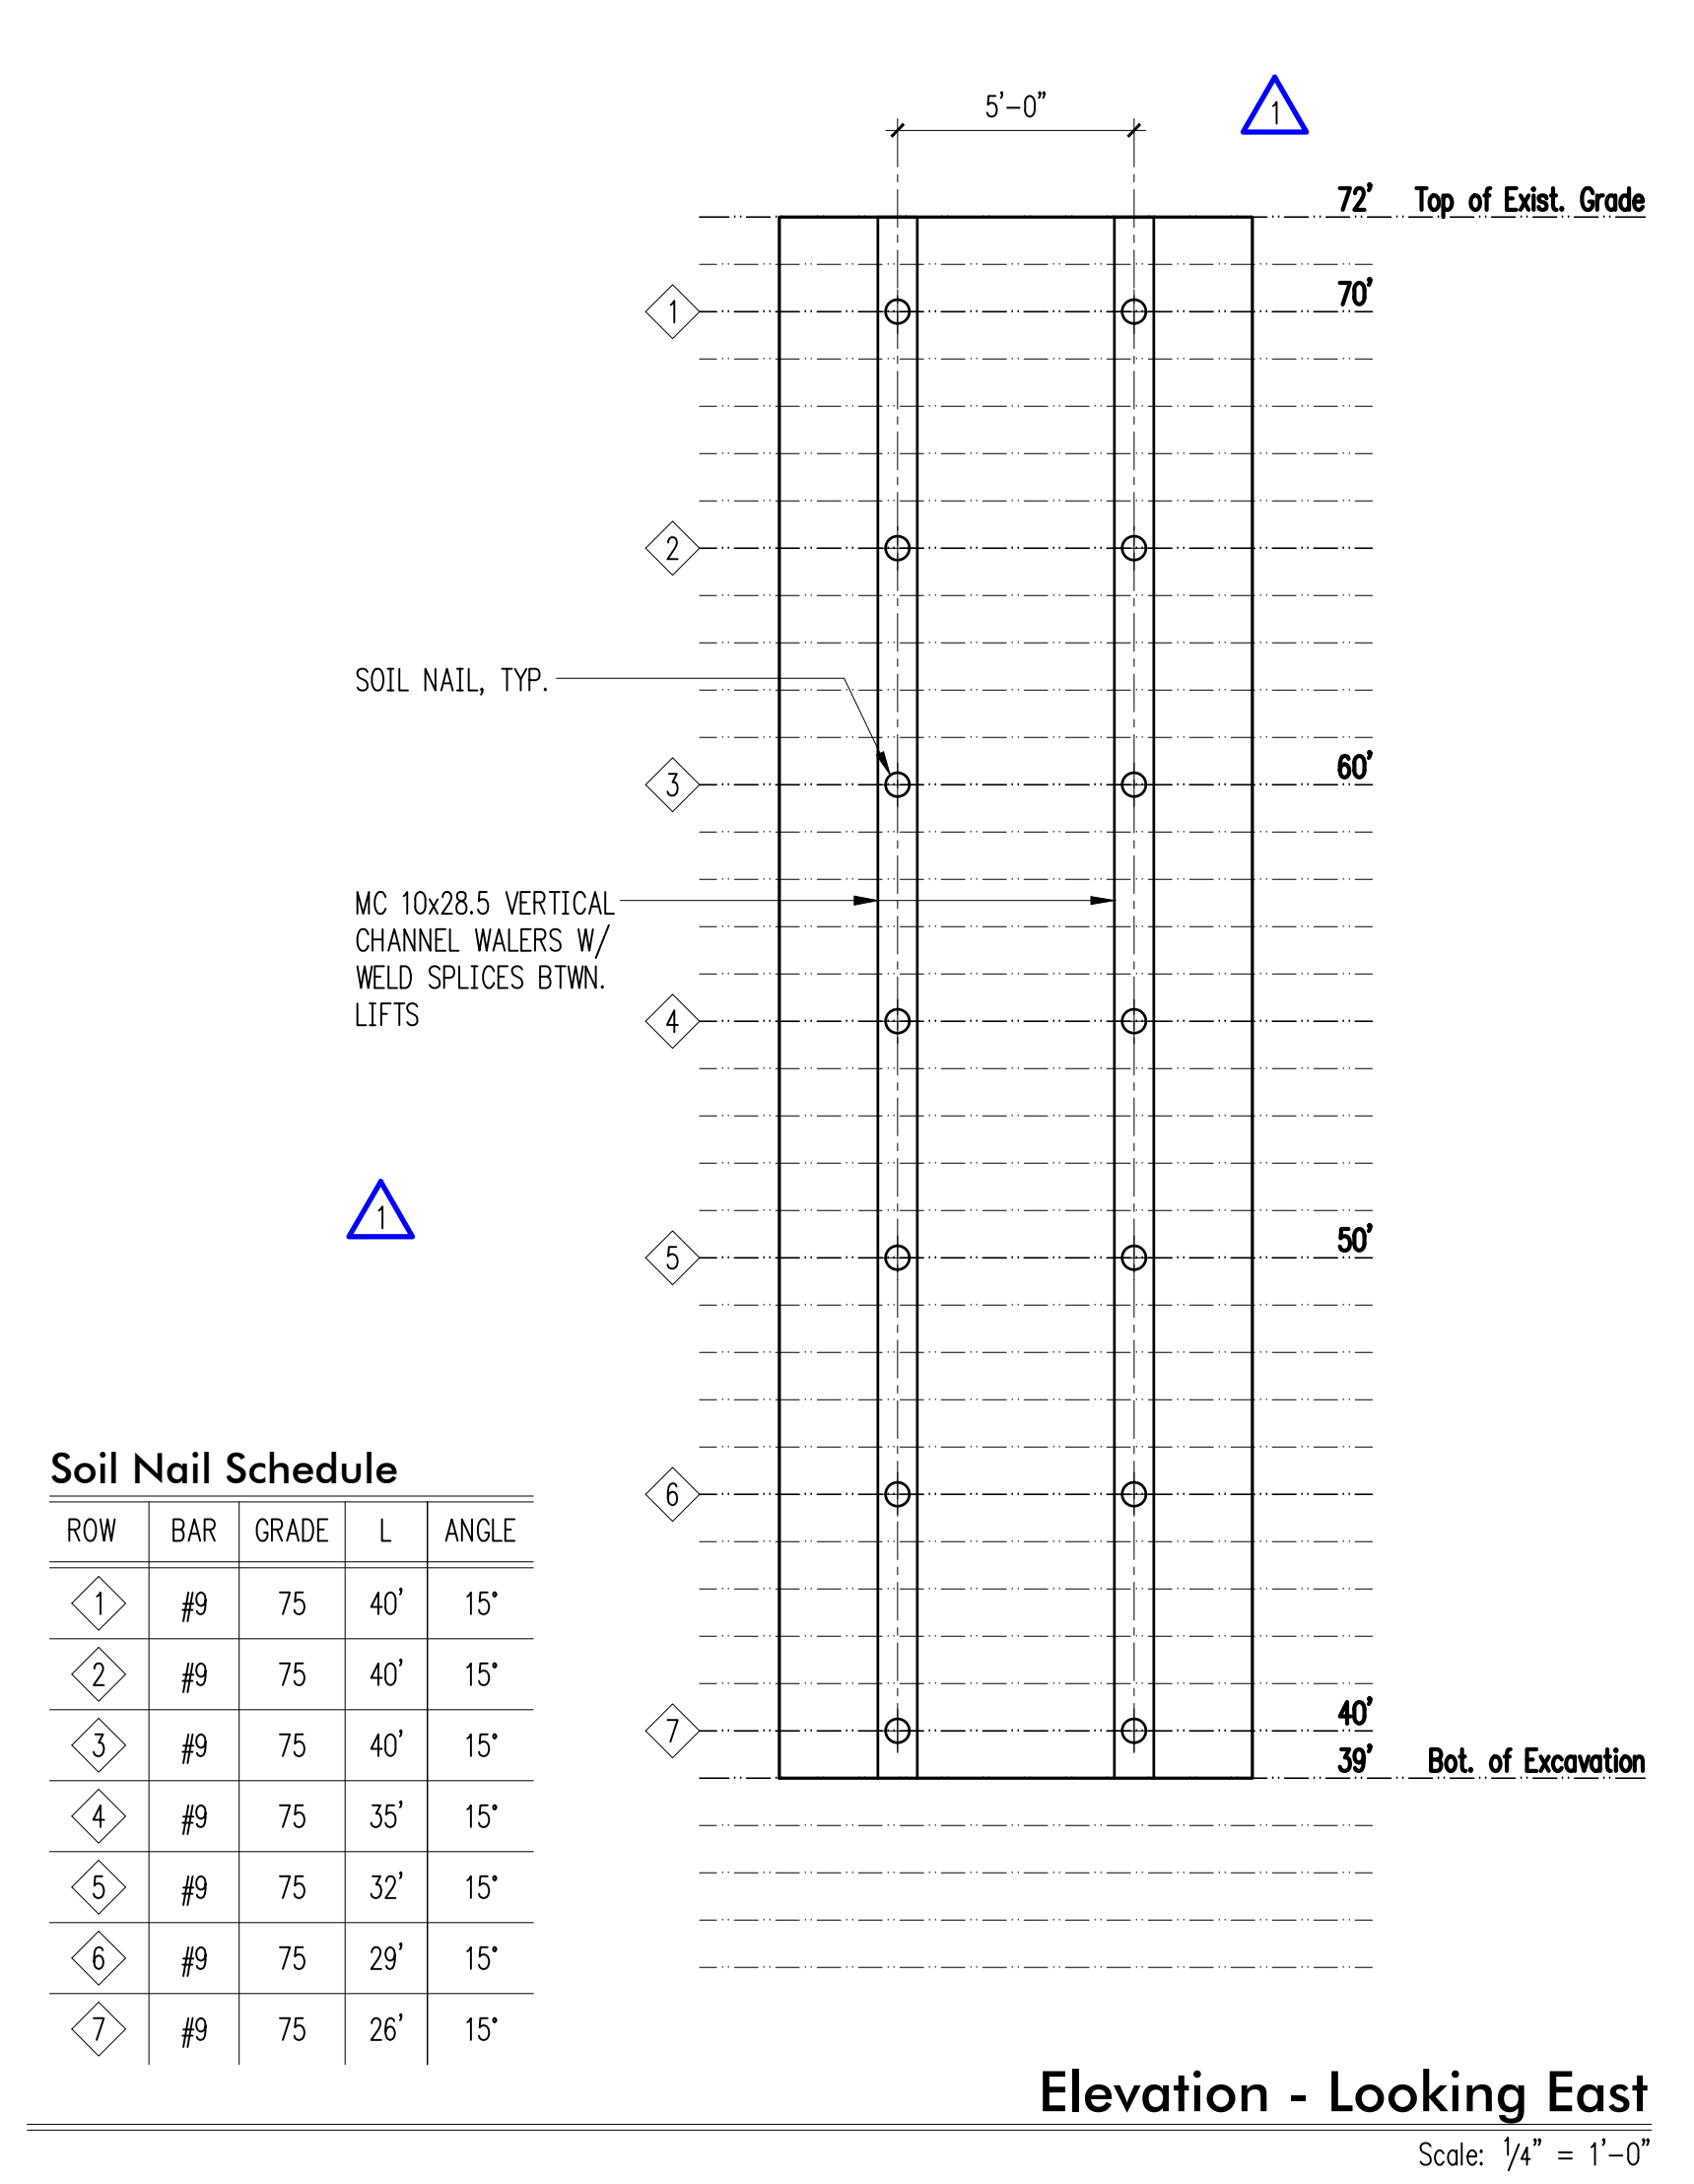 5'-0"
1
72' Top of Exist. Grade
70'
1
2
SOIL NAIL, TYP.
60'
3
MC 10x28.5 VERTICAL
CHANNEL WALERS W/
WELD SPLICES BTWN.
LIFTS
4
1
50'
5
6
40'
7
39' Bot. of Excavation
Soil Nail Schedule
ROW BAR GRADE L ANGLE
1 #9 75 40' 15°
2 #9 75 40' 15°
3 #9 75 40' 15°
4 #9 75 35' 15°
5 #9 75 32' 15°
6 #9 75 29' 15°
7 #9 75 26' 15°
Elevation - Looking East
Scale: 1/4" = 1'-0"